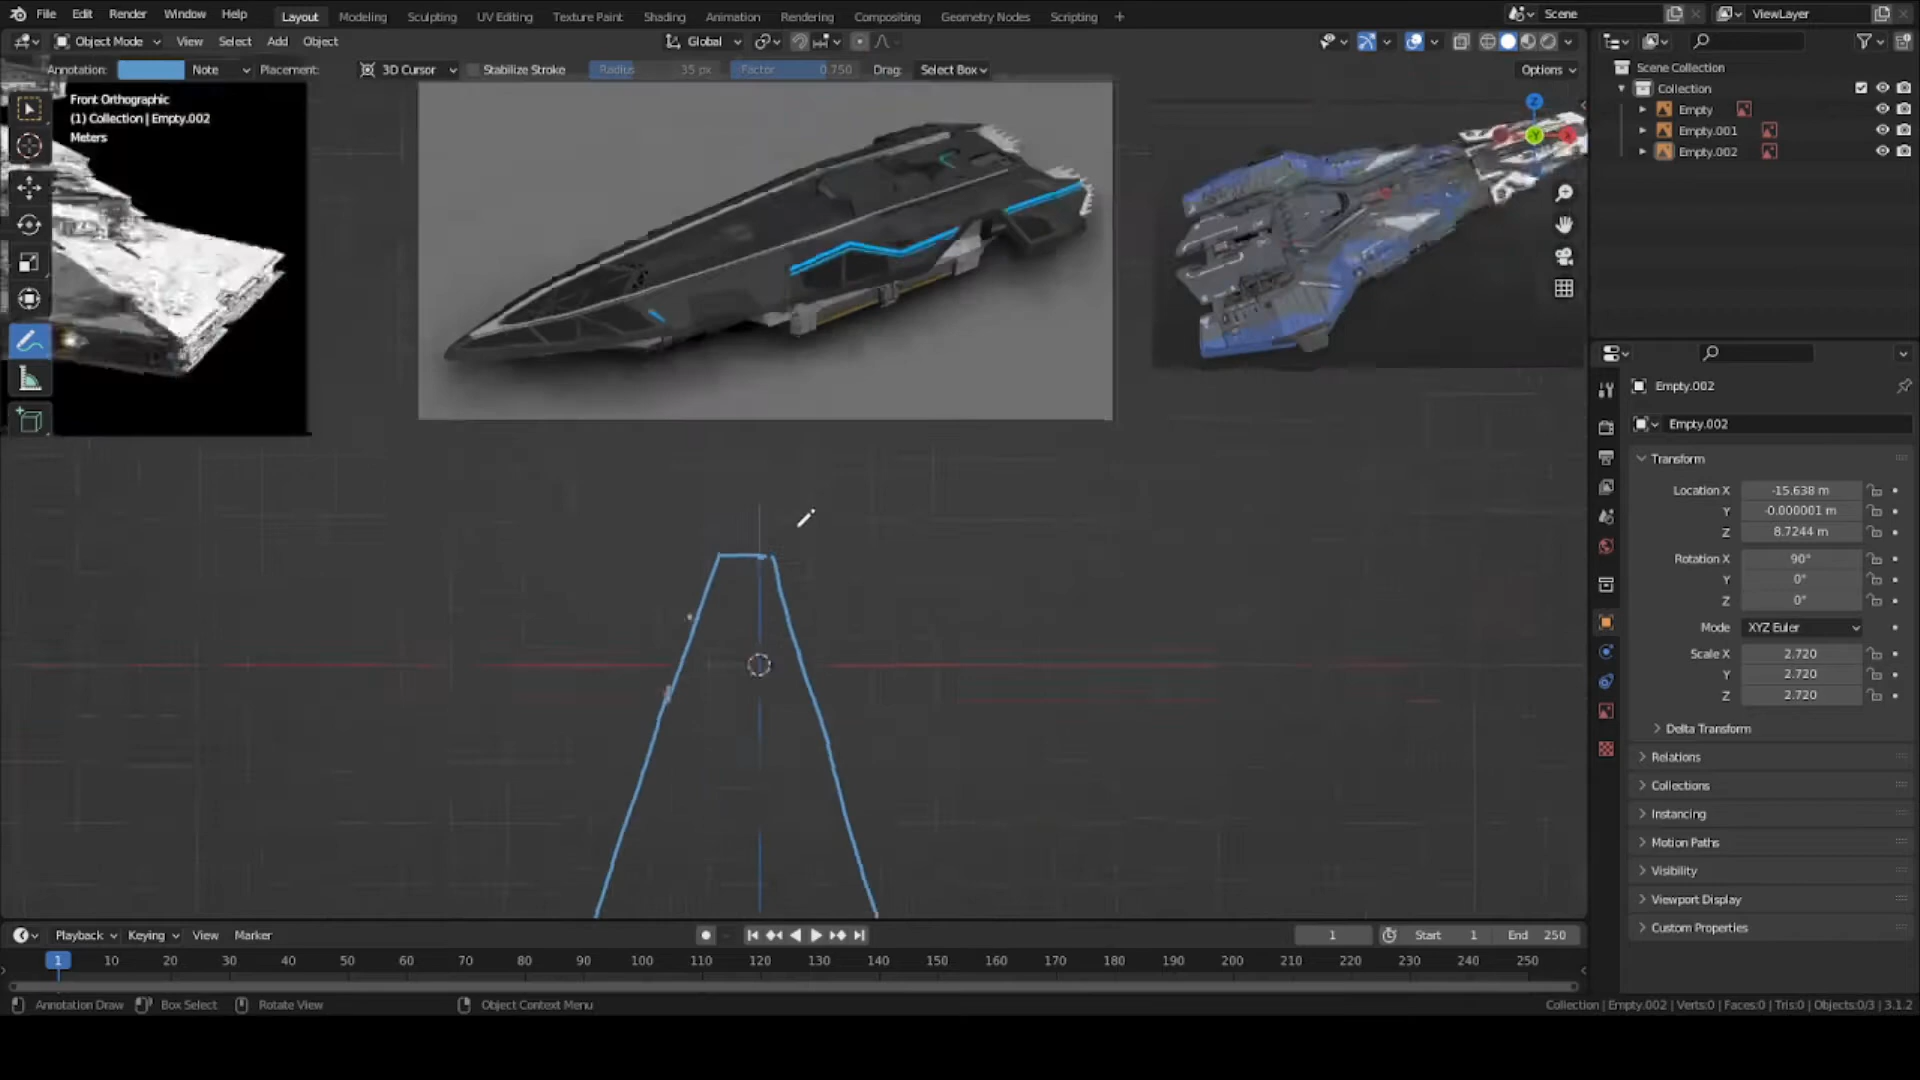 File Edit Render Window Help Layout Modeling Sculpting UV Editing Texture Paint Shading Animation Rendering Compositing Geometry Nodes Scripting + Scene ViewLayer
Object Mode View Select Add Object Global
Annotation: Note Placement: 3D Cursor Stabilize Stroke Radius 35 px Factor 0.750 Drag: Select Box Options
Front Orthographic
(1) Collection | Empty.002
Meters
Z
Y
X
Scene Collection
Collection
Empty
Empty.001
Empty.002
Empty.002
Empty.002
Transform
Location X -15.638 m
Y -0.000001 m
Z 8.7244 m
Rotation X 90°
Y 0°
Z 0°
Mode XYZ Euler
Scale X 2.720
Y 2.720
Z 2.720
Delta Transform
Relations
Collections
Instancing
Motion Paths
Visibility
Viewport Display
Custom Properties
Playback Keying View Marker 1 Start 1 End 250
1 10 20 30 40 50 60 70 80 90 100 110 120 130 140 150 160 170 180 190 200 210 220 230 240 250
Annotation Draw Box Select Rotate View Object Context Menu Collection | Empty.002 | Verts:0 | Faces:0 | Tris:0 | Objects:0/3 | 3.1.2